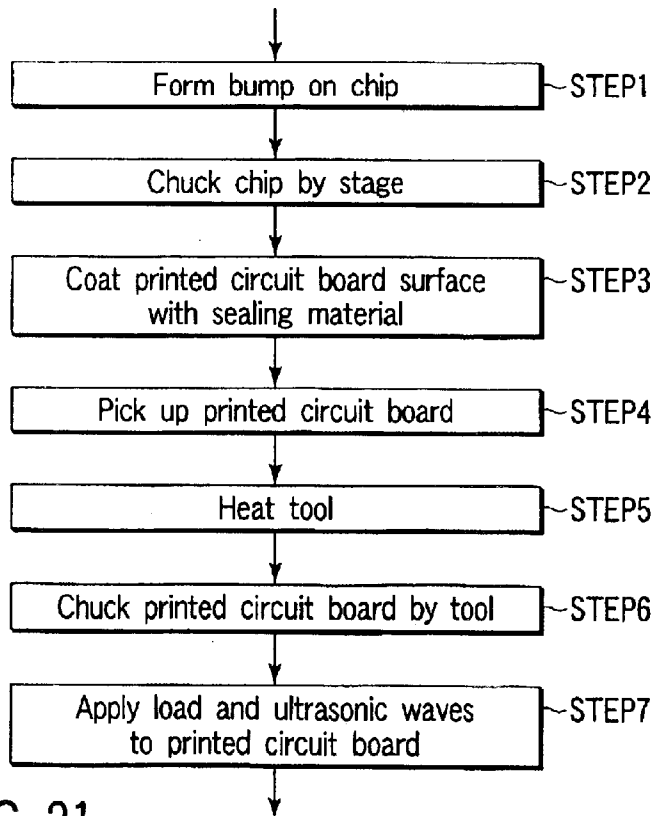 Form bump on chip
STEP1
Chuck chip by stage
STEP2
Coat printed circuit board surface
with sealing material
STEP3
Pick up printed circuit board
STEP4
Heat tool
STEP5
Chuck printed circuit board by tool
STEP6
Apply load and ultrasonic waves
to printed circuit board
STEP7
21